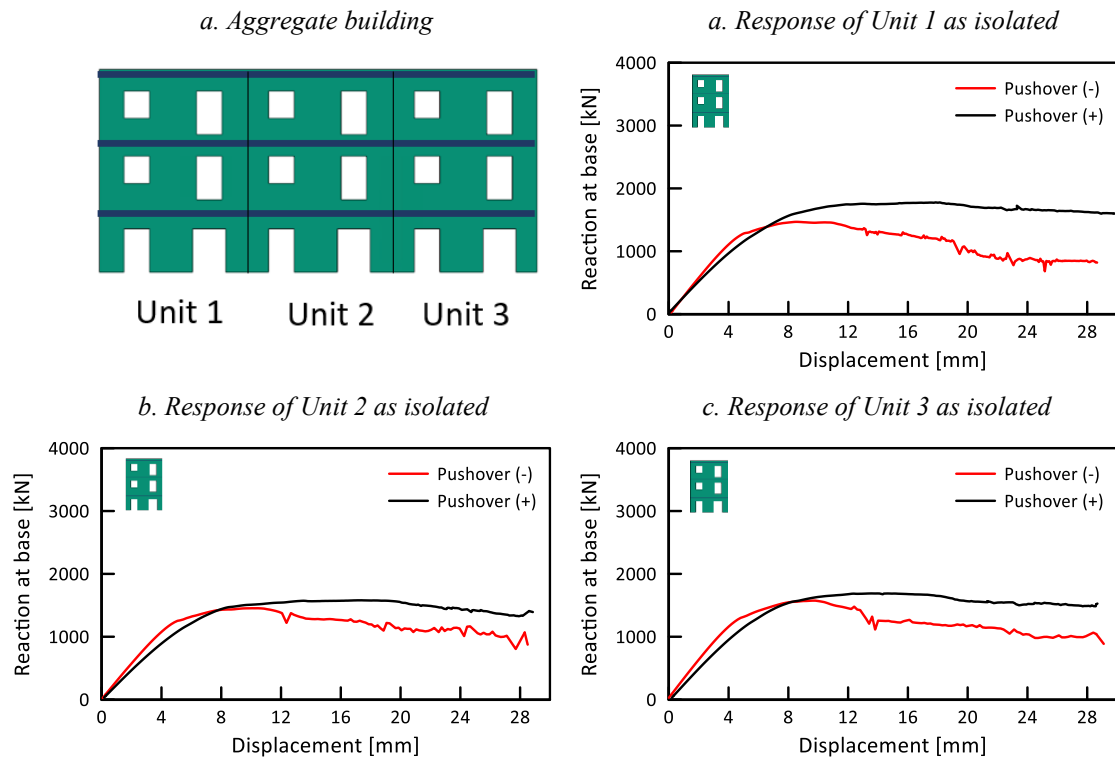 a. Aggregate building
Unit 1
Unit 2
Unit 3
a. Response of Unit 1 as isolated
4000
3000
2000
1000
0
Reaction at base [kN]
Pushover (-)
Pushover (+)
0 4 8 12 16 20 24 28
Displacement [mm]
b. Response of Unit 2 as isolated
4000
3000
2000
1000
0
Reaction at base [kN]
Pushover (-)
Pushover (+)
0 4 8 12 16 20 24 28
Displacement [mm]
c. Response of Unit 3 as isolated
4000
3000
2000
1000
0
Reaction at base [kN]
Pushover (-)
Pushover (+)
0 4 8 12 16 20 24 28
Displacement [mm]